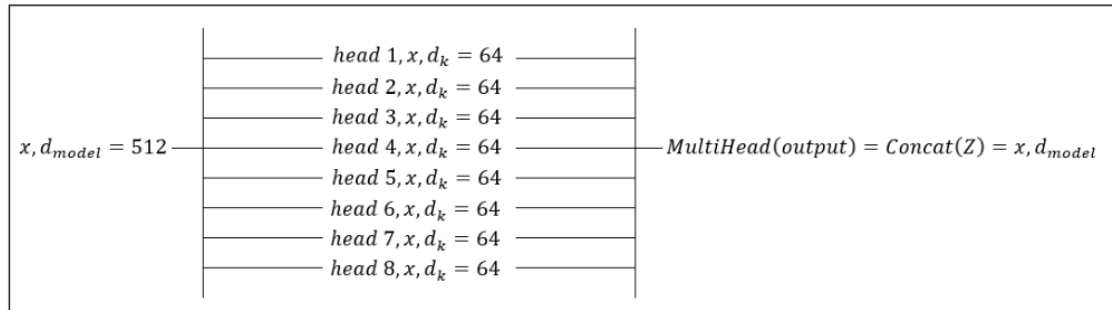 head 1, x, d_k = 64
head 2, x, d_k = 64
head 3, x, d_k = 64
x, d_model = 512 head 4, x, d_k = 64 MultiHead(output) = Concat(Z) = x, d_model
head 5, x, d_k = 64
head 6, x, d_k = 64
head 7, x, d_k = 64
head 8, x, d_k = 64